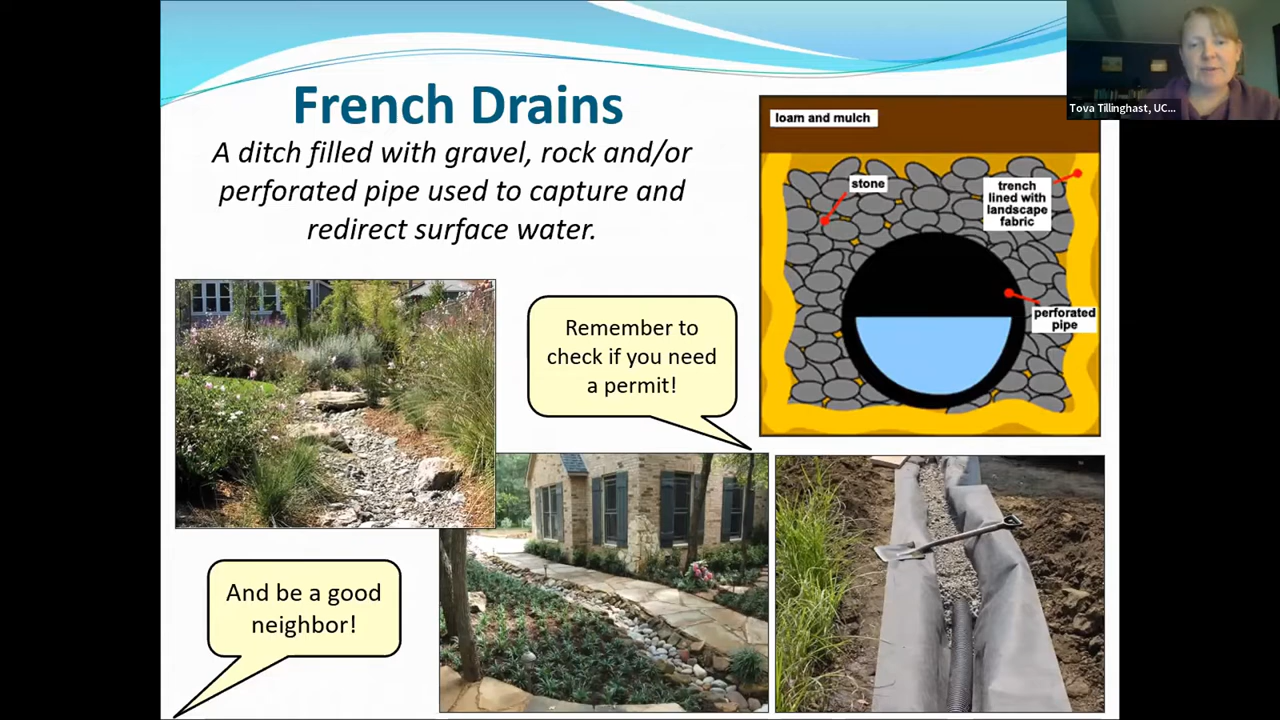 French Drains
A ditch filled with gravel, rock and/or
perforated pipe used to capture and
redirect surface water.
Remember to
check if you need
a permit!
And be a good
neighbor!
loam and mulch
stone
trench
lined with
landscape
fabric
perforated
pipe
Tova Tillinghast, UC...